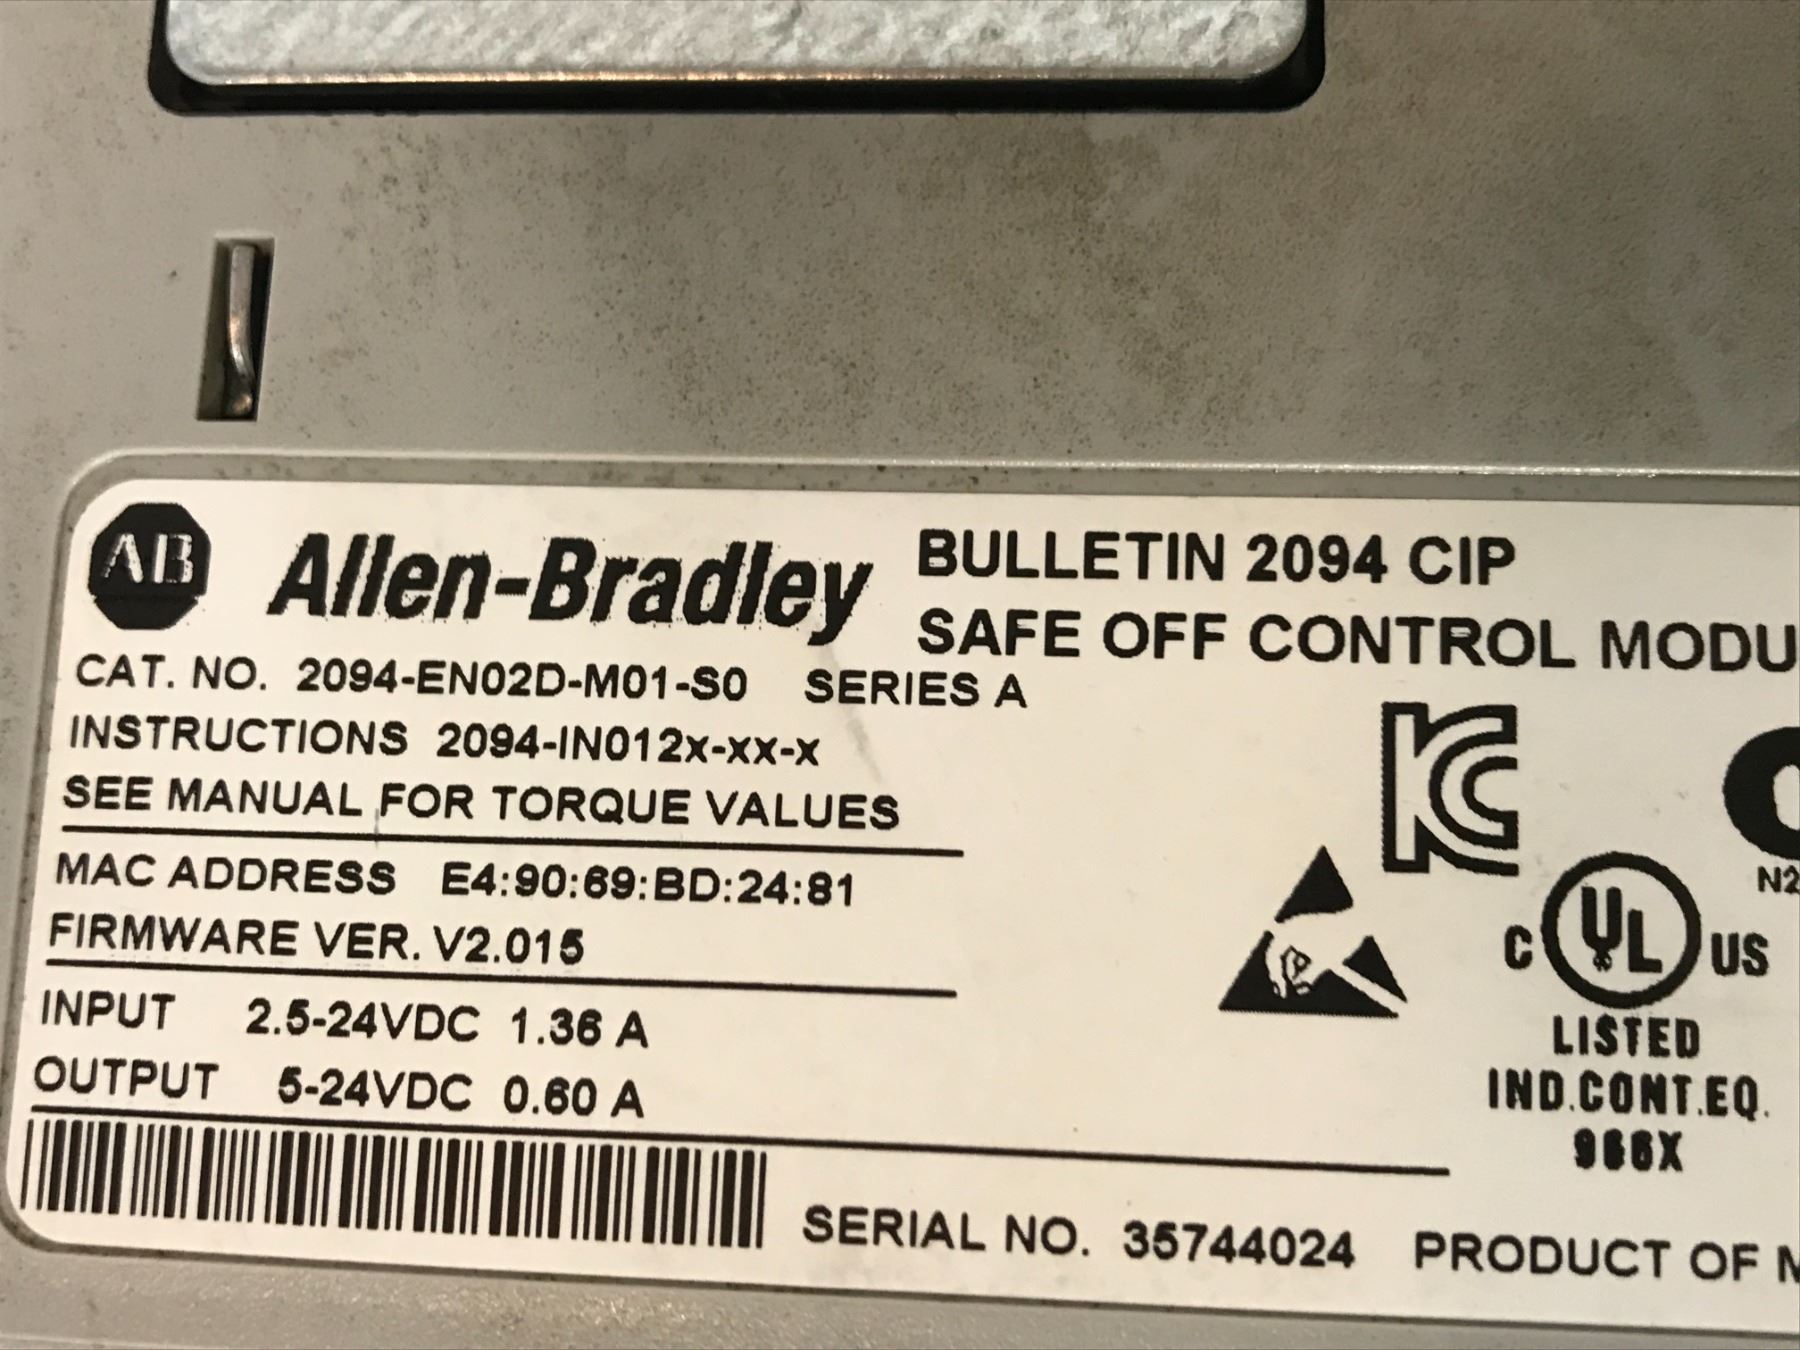 AB Allen-Bradley
BULLETIN 2094 CIP
SAFE OFF CONTROL MODU
CAT. NO. 2094-EN02D-M01-S0 SERIES A
INSTRUCTIONS 2094-IN012x-xx-x
SEE MANUAL FOR TORQUE VALUES
MAC ADDRESS E4:90:69:BD:24:81
FIRMWARE VER. V2.015
INPUT 2.5-24VDC 1.36 A
OUTPUT 5-24VDC 0.60 A
KC
N2
C UL US
LISTED
IND.CONT.EQ.
966X
SERIAL NO. 35744024 PRODUCT OF M